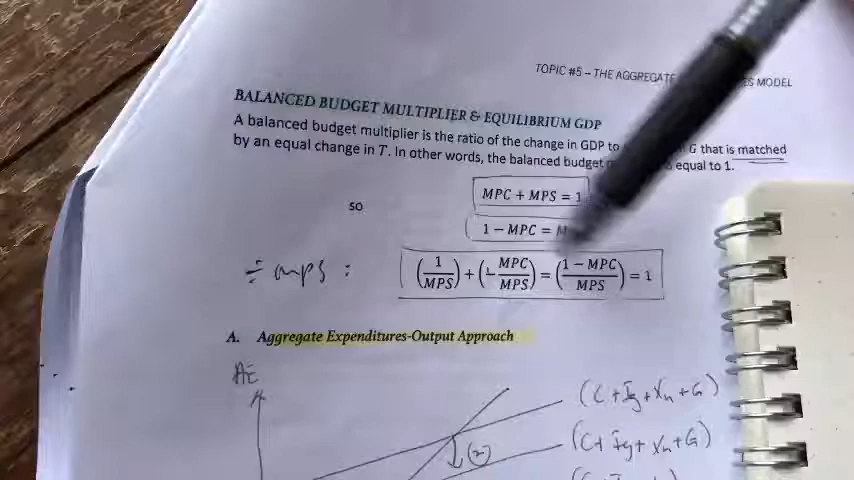 TOPIC #5 – THE AGGREGATE ES MODEL
BALANCED BUDGET MULTIPLIER & EQUILIBRIUM GDP
A balanced budget multiplier is the ratio of the change in GDP to G that is matched
by an equal change in T. In other words, the balanced budget equal to 1.
so
MPC + MPS = 1
1 − MPC =
÷ mps :
(1/MPS) + (− MPC/MPS) = (1 − MPC/MPS) = 1
A. Aggregate Expenditures-Output Approach
AE
(C + Ig + Xn + G)
(C + Ig + Xn + G)